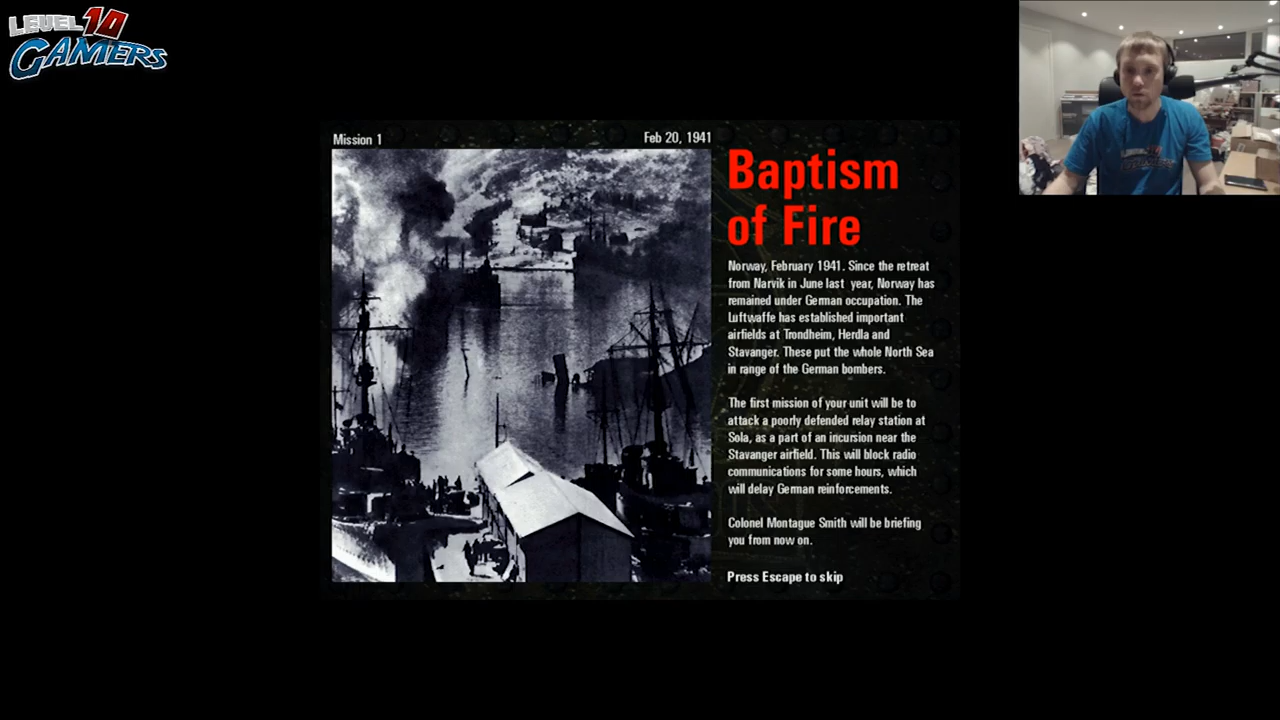 LEVEL 10
GAMERS
Mission 1
Feb 20, 1941
Baptism
of Fire
Norway, February 1941. Since the retreat
from Narvik in June last year, Norway has
remained under German occupation. The
Luftwaffe has established important
airfields at Trondheim, Herdla and
Stavanger. These put the whole North Sea
in range of the German bombers.
The first mission of your unit will be to
attack a poorly defended relay station at
Sola, as a part of an incursion near the
Stavanger airfield. This will block radio
communications for some hours, which
will delay German reinforcements.
Colonel Montague Smith will be briefing
you from now on.
Press Escape to skip